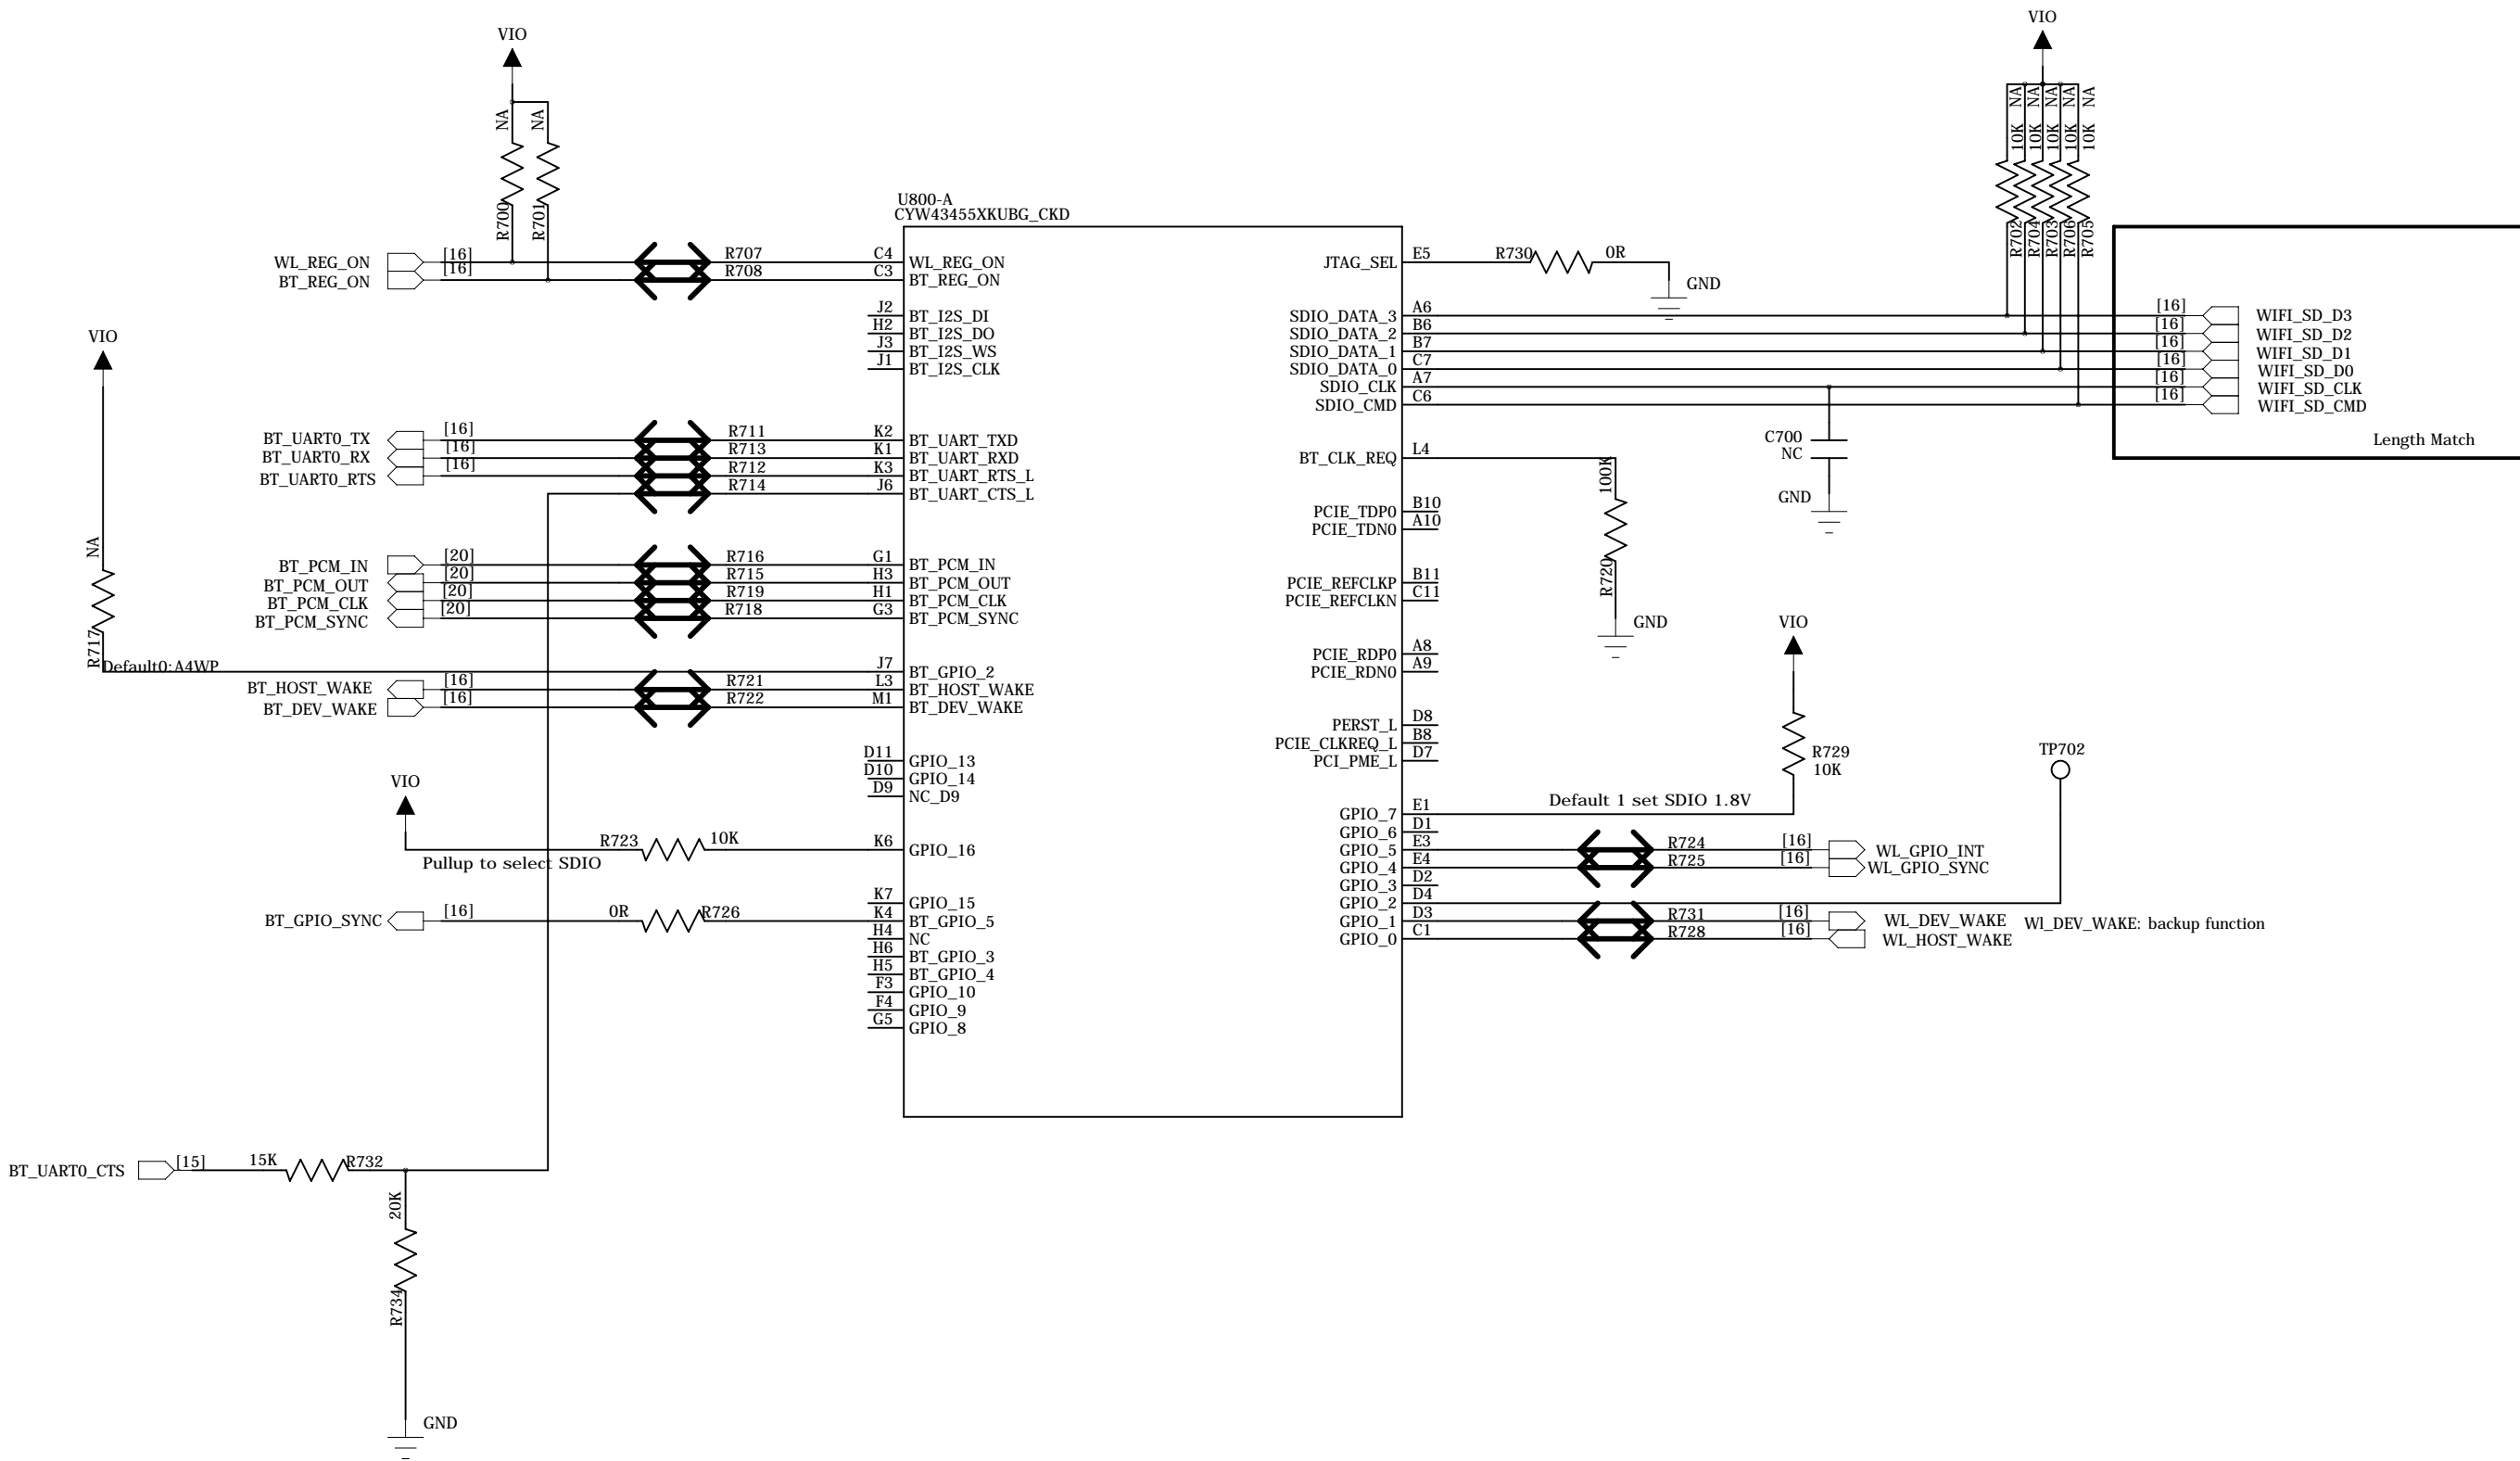 VIO
VIO
NA
NA
R700
R701
NA
NA
NA
NA
NA
10K
10K
10K
10K
10K
R702
R704
R703
R706
R705
U800-A
CYW43455XKUBG_CKD
WL_REG_ON [16] R707 C4 WL_REG_ON
BT_REG_ON [16] R708 C3 BT_REG_ON
J2 BT_I2S_DI
H2 BT_I2S_DO
J3 BT_I2S_WS
J1 BT_I2S_CLK
VIO
NA
R717
BT_UART0_TX [16] R711 K2 BT_UART_TXD
BT_UART0_RX [16] R713 K1 BT_UART_RXD
BT_UART0_RTS [16] R712 K3 BT_UART_RTS_L
R714 J6 BT_UART_CTS_L
BT_PCM_IN [20] R716 G1 BT_PCM_IN
BT_PCM_OUT [20] R715 H3 BT_PCM_OUT
BT_PCM_CLK [20] R719 H1 BT_PCM_CLK
BT_PCM_SYNC [20] R718 G3 BT_PCM_SYNC
Default0:A4WP J7 BT_GPIO_2
BT_HOST_WAKE [16] R721 L3 BT_HOST_WAKE
BT_DEV_WAKE [16] R722 M1 BT_DEV_WAKE
D11 GPIO_13
D10 GPIO_14
D9 NC_D9
VIO
R723 10K K6 GPIO_16
Pullup to select SDIO
K7 GPIO_15
BT_GPIO_SYNC [16] 0R R726 K4 BT_GPIO_5
H4 NC
H6 BT_GPIO_3
H5 BT_GPIO_4
F3 GPIO_10
F4 GPIO_9
G5 GPIO_8
BT_UART0_CTS [15] 15K R732
20K
R734
GND
JTAG_SEL E5 R730 0R
GND
SDIO_DATA_3 A6 [16] WIFI_SD_D3
SDIO_DATA_2 B6 [16] WIFI_SD_D2
SDIO_DATA_1 B7 [16] WIFI_SD_D1
SDIO_DATA_0 C7 [16] WIFI_SD_D0
SDIO_CLK A7 [16] WIFI_SD_CLK
SDIO_CMD C6 [16] WIFI_SD_CMD
Length Match
C700
NC
GND
BT_CLK_REQ L4
100K
R720
GND
PCIE_TDP0 B10
PCIE_TDN0 A10
PCIE_REFCLKP B11
PCIE_REFCLKN C11
PCIE_RDP0 A8
PCIE_RDN0 A9
PERST_L D8
PCIE_CLKREQ_L B8
PCI_PME_L D7
VIO
R729
10K
TP702
GPIO_7 E1 Default 1 set SDIO 1.8V
GPIO_6 D1
GPIO_5 E3 R724 [16] WL_GPIO_INT
GPIO_4 E4 R725 [16] WL_GPIO_SYNC
GPIO_3 D2
GPIO_2 D4
GPIO_1 D3 R731 [16] WL_DEV_WAKE Wl_DEV_WAKE: backup function
GPIO_0 C1 R728 [16] WL_HOST_WAKE